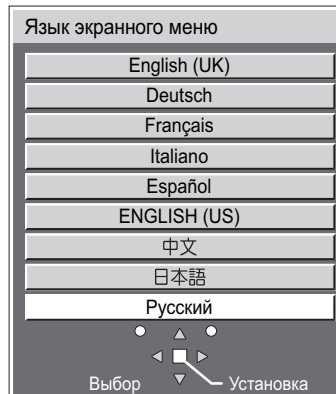 Язык экранного меню
English (UK)
Deutsch
Français
Italiano
Español
ENGLISH (US)
中文
日本語
Русский
Выбор
Установка